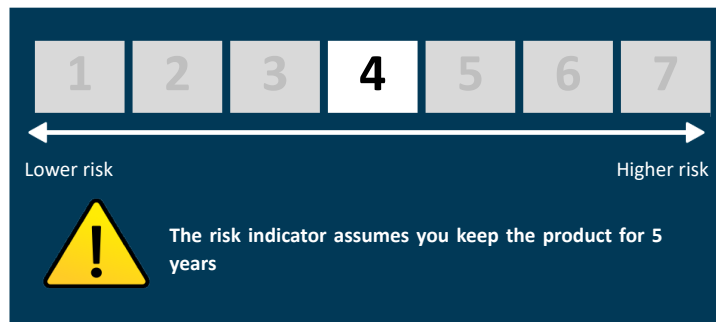 1 2 3 4 5 6 7
Lower risk Higher risk
!
The risk indicator assumes you keep the product for 5
years